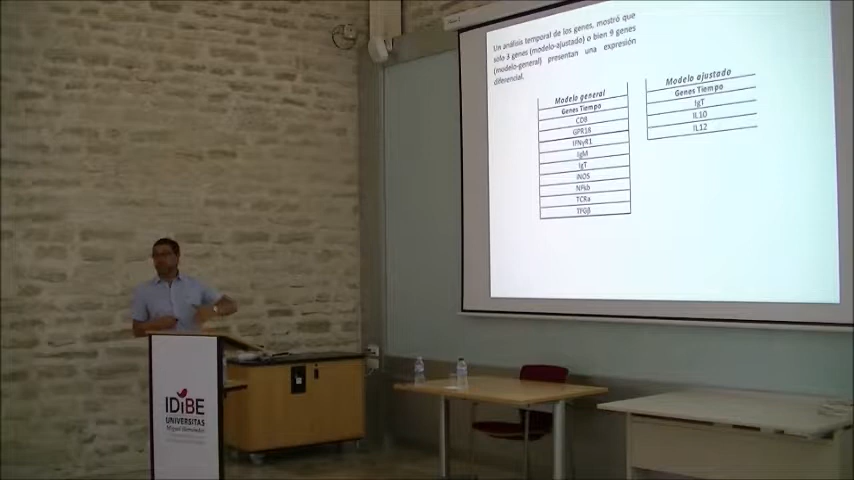 Un análisis temporal de los genes, mostró que
solo 3 genes (modelo-ajustado) o bien 9 genes
(modelo-general) presentan una expresión
diferencial.
Modelo general
Genes Tiempo
CD8
GPR18
IFNγR1
IgM
IgT
iNOS
NFkb
TCRa
TFGβ
Modelo ajustado
Genes Tiempo
IgT
IL10
IL12
IDiBE
UNIVERSITAS
Miguel Hernández